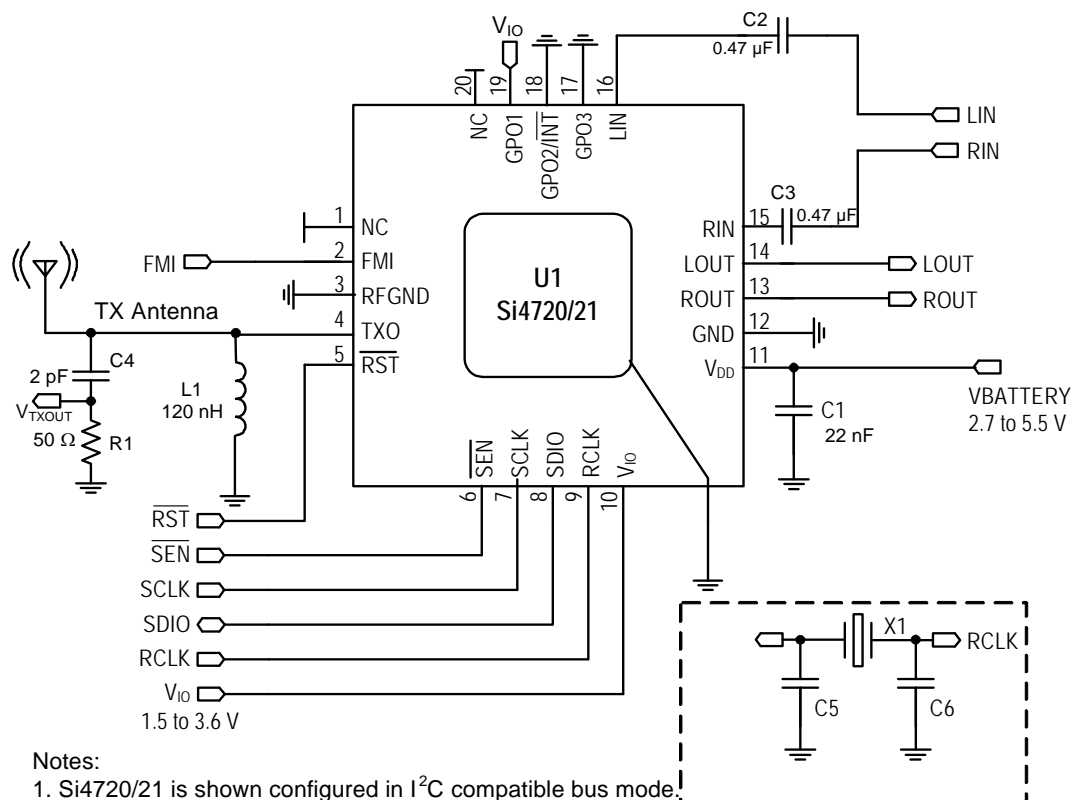 C2
V_IO
0.47 µF
20
19
18
17
16
NC
GPO1
GPO2/INT
GPO3
LIN
LIN
RIN
C3
1
NC
RIN
15
0.47 µF
FMI
2
FMI
LOUT
14
LOUT
U1
Si4720/21
3
RFGND
ROUT
13
ROUT
TX Antenna
4
TXO
GND
12
5
RST
V_DD
11
C4
2 pF
L1
120 nH
VBATTERY
2.7 to 5.5 V
C1
22 nF
V_TXOUT
50 Ω
R1
SEN
SCLK
SDIO
RCLK
V_IO
6
7
8
9
10
RST
SEN
SCLK
SDIO
RCLK
V_IO
1.5 to 3.6 V
X1
RCLK
C5
C6
Notes:
1. Si4720/21 is shown configured in I²C compatible bus mode.